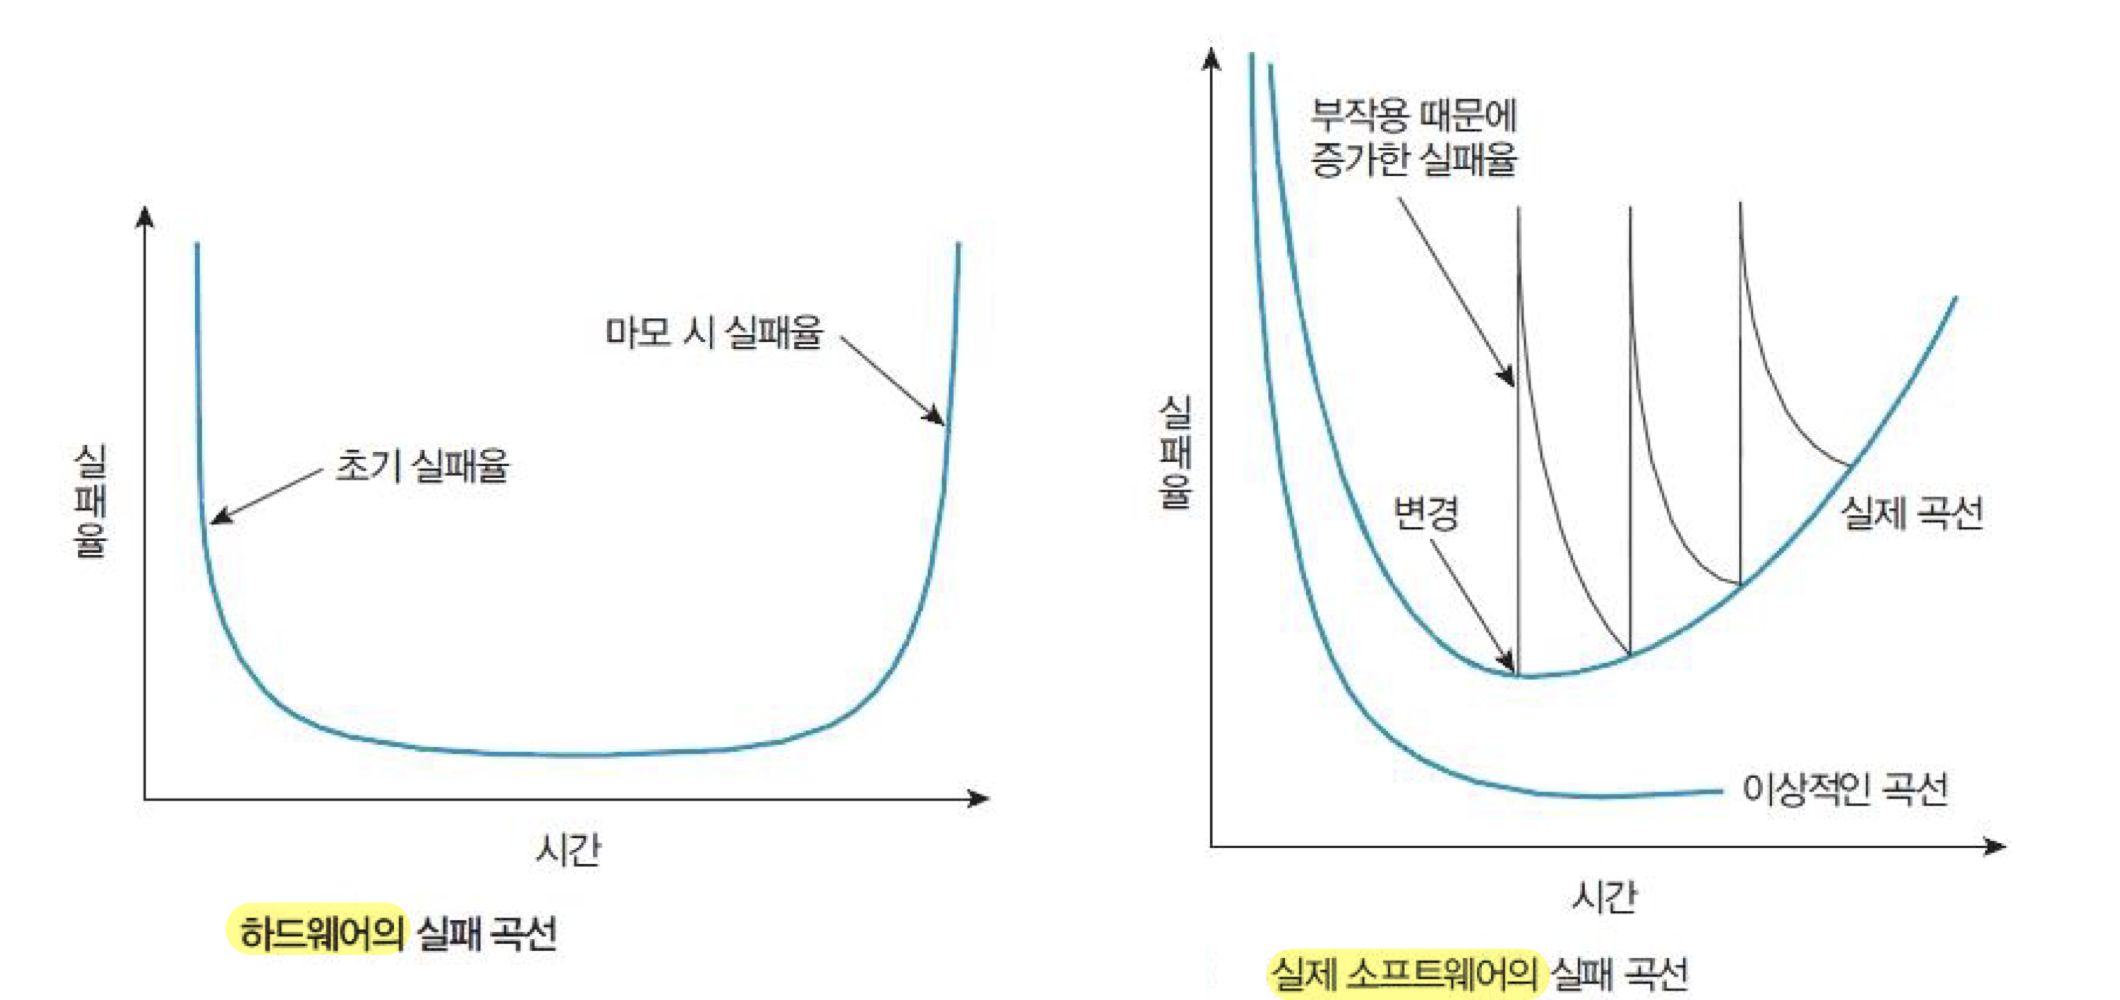 마모 시 실패율
초기 실패율
실패율
시간
하드웨어의 실패 곡선
부작용 때문에
증가한 실패율
변경
실패율
실제 곡선
이상적인 곡선
시간
실제 소프트웨어의 실패 곡선